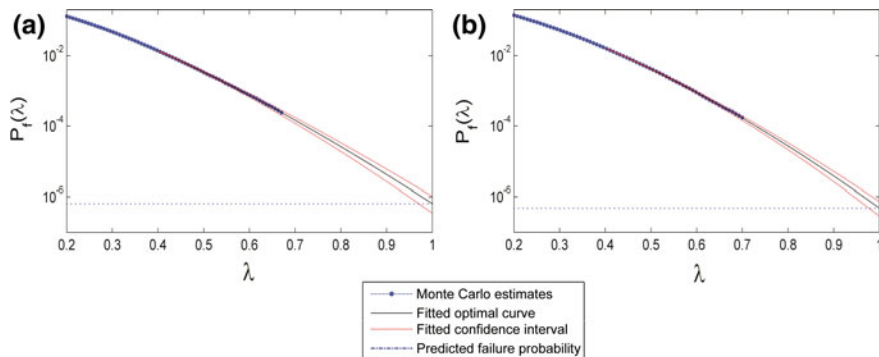 (a)
10^-2
10^-4
10^-6
P_f(λ)
0.2 0.3 0.4 0.5 0.6 0.7 0.8 0.9 1
λ
(b)
10^-2
10^-4
10^-6
P_f(λ)
0.2 0.3 0.4 0.5 0.6 0.7 0.8 0.9 1
λ
Monte Carlo estimates
Fitted optimal curve
Fitted confidence interval
Predicted failure probability